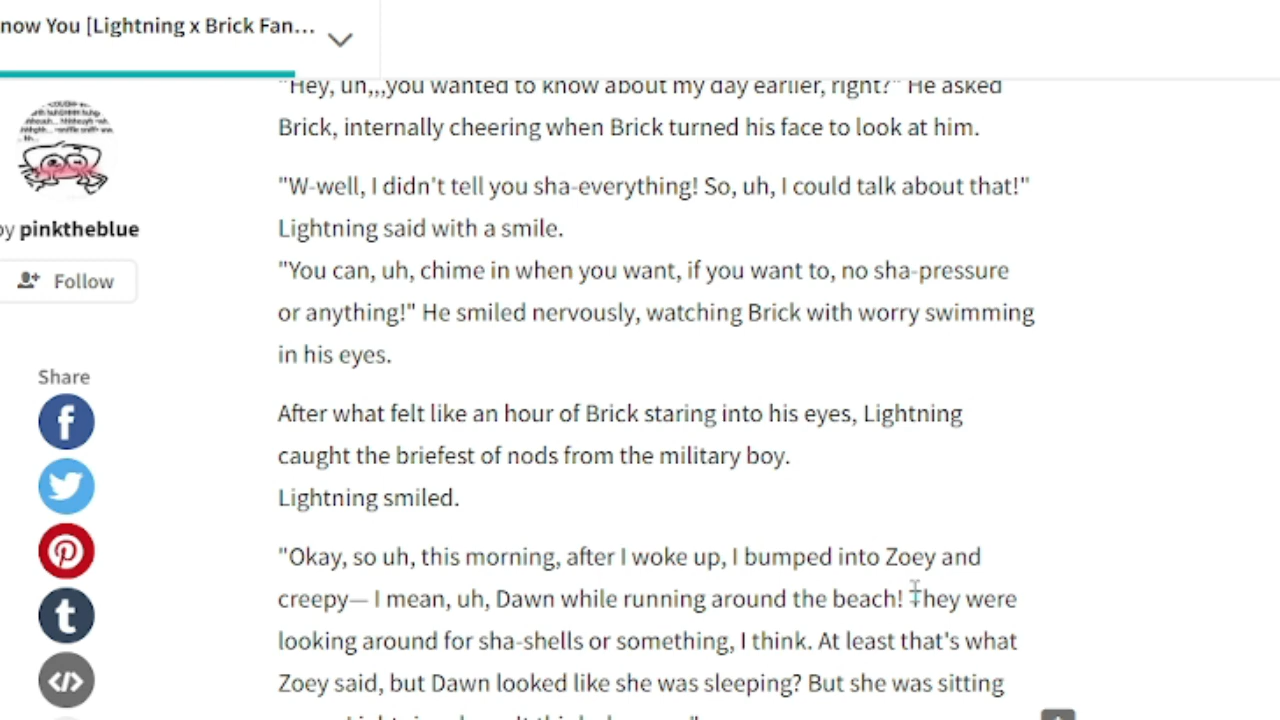 now You [Lightning x Brick Fan...
"Hey, uh,,,you wanted to know about my day earlier, right?" He asked
Brick, internally cheering when Brick turned his face to look at him.
"W-well, I didn't tell you sha-everything! So, uh, I could talk about that!"
Lightning said with a smile.
"You can, uh, chime in when you want, if you want to, no sha-pressure
or anything!" He smiled nervously, watching Brick with worry swimming
in his eyes.
After what felt like an hour of Brick staring into his eyes, Lightning
caught the briefest of nods from the military boy.
Lightning smiled.
"Okay, so uh, this morning, after I woke up, I bumped into Zoey and
creepy— I mean, uh, Dawn while running around the beach! They were
looking around for sha-shells or something, I think. At least that's what
Zoey said, but Dawn looked like she was sleeping? But she was sitting
by pinktheblue
Follow
Share